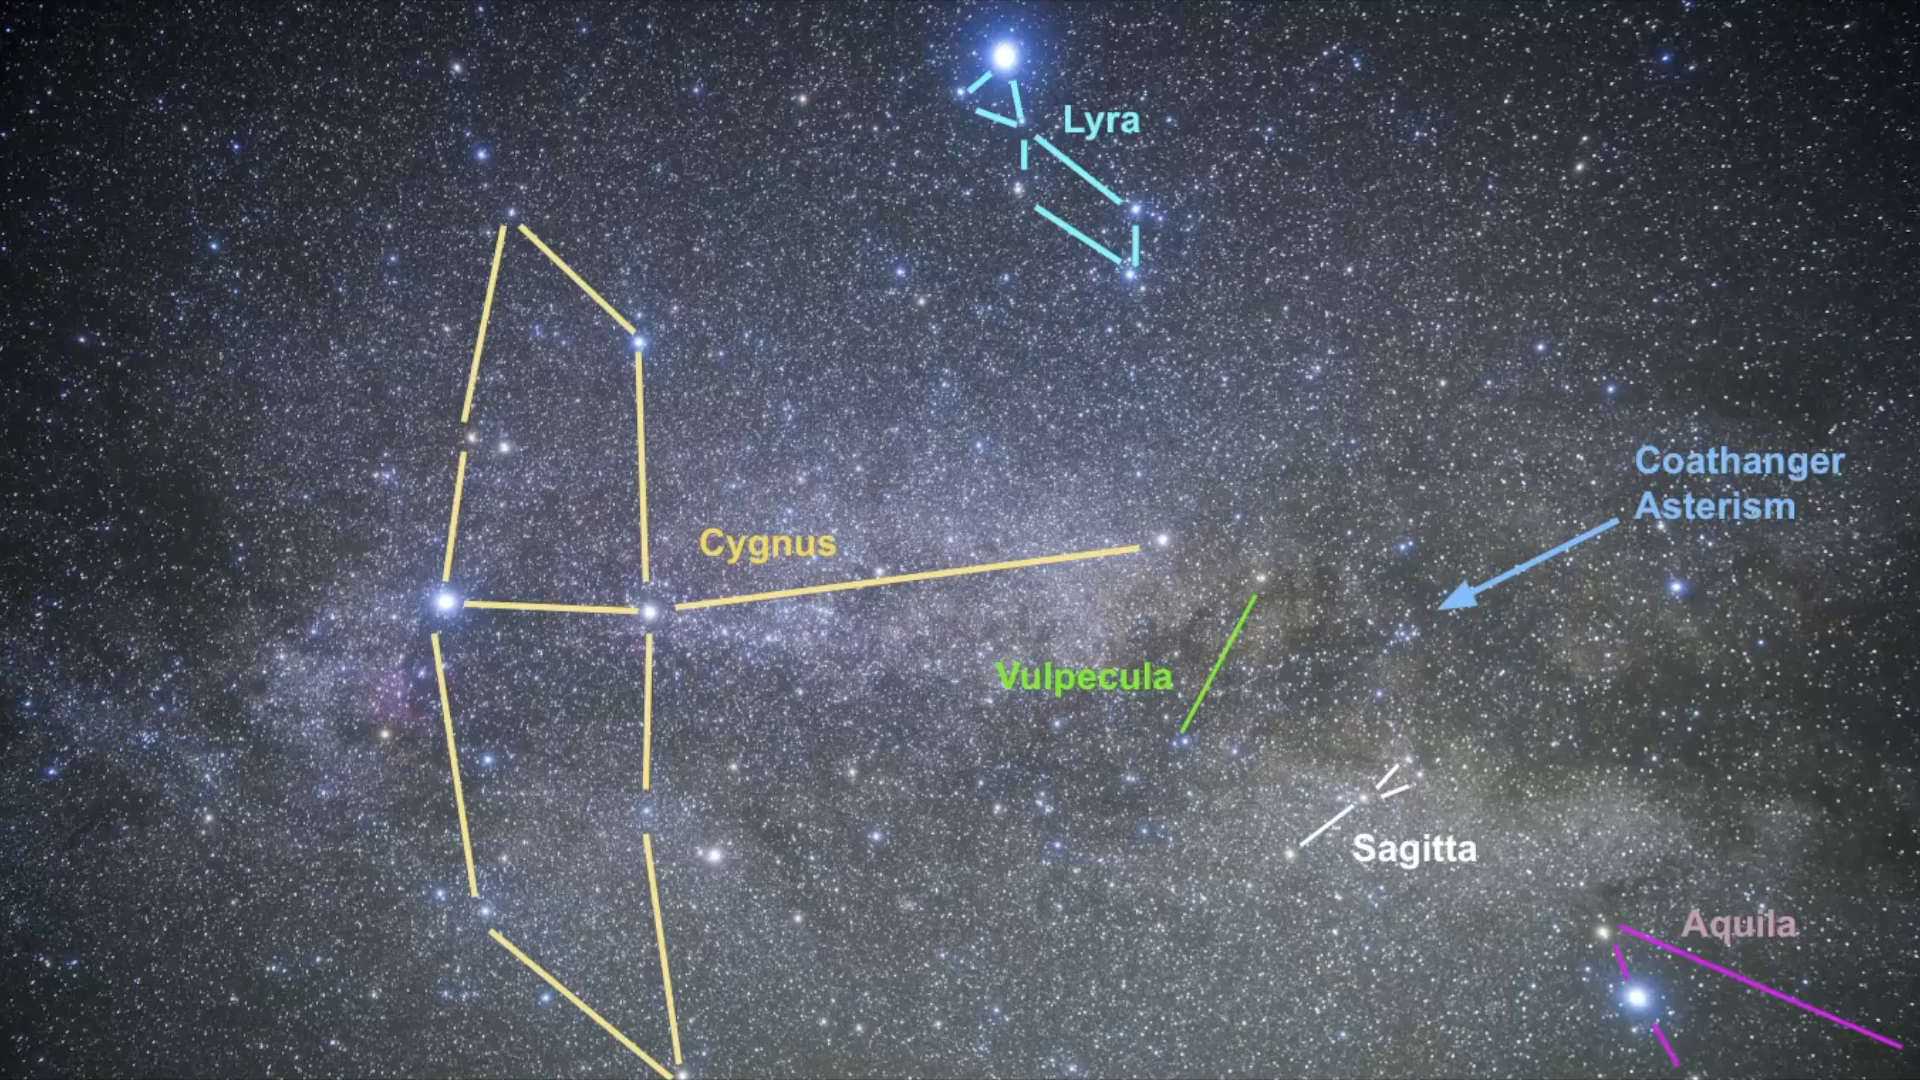 Lyra
Coathanger
Asterism
Cygnus
Vulpecula
Sagitta
Aquila